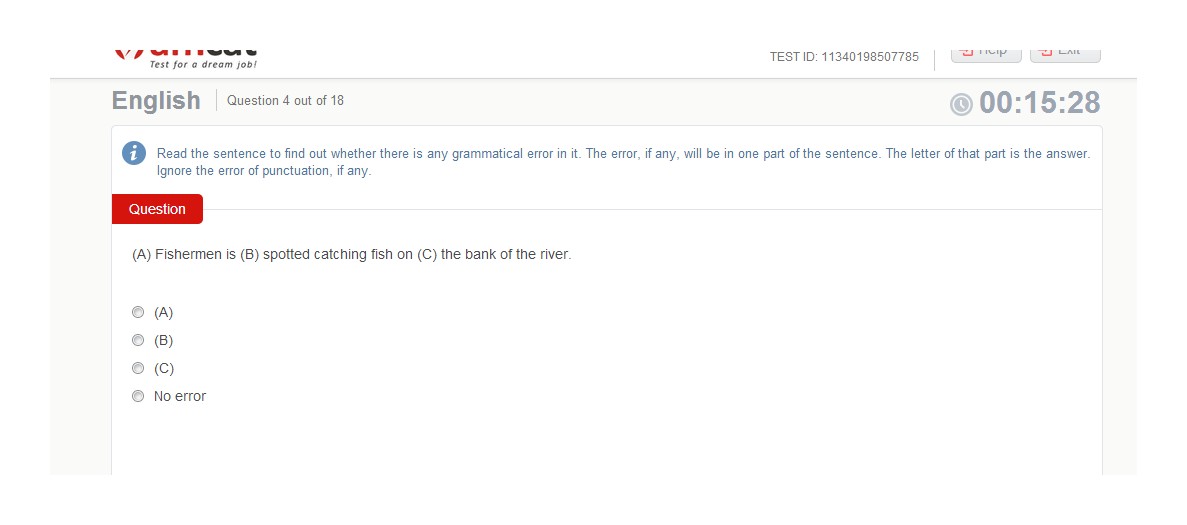 Test for a dream job!
TEST ID: 11340198507785
English
Question 4 out of 18
00:15:28
Read the sentence to find out whether there is any grammatical error in it. The error, if any, will be in one part of the sentence. The letter of that part is the answer.
Ignore the error of punctuation, if any.
Question
(A) Fishermen is (B) spotted catching fish on (C) the bank of the river.
(A)
(B)
(C)
No error